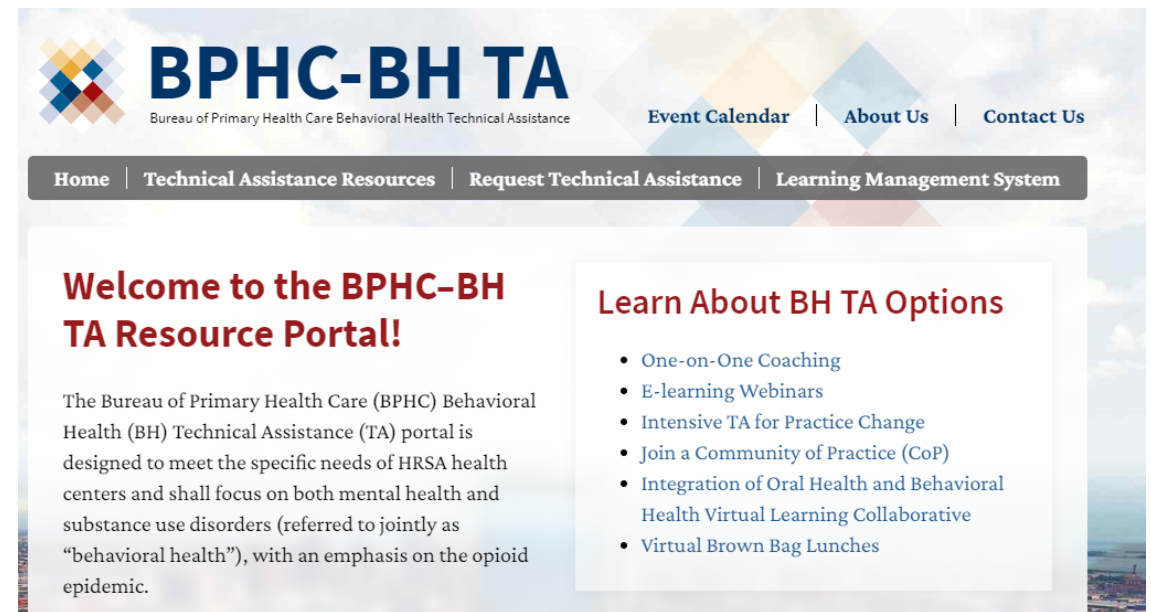 BPHC-BH TA
Bureau of Primary Health Care Behavioral Health Technical Assistance
Event Calendar
About Us
Contact Us
Home
Technical Assistance Resources
Request Technical Assistance
Learning Management System
Welcome to the BPHC–BH
TA Resource Portal!
The Bureau of Primary Health Care (BPHC) Behavioral
Health (BH) Technical Assistance (TA) portal is
designed to meet the specific needs of HRSA health
centers and shall focus on both mental health and
substance use disorders (referred to jointly as
“behavioral health”), with an emphasis on the opioid
epidemic.
Learn About BH TA Options
One-on-One Coaching
E-learning Webinars
Intensive TA for Practice Change
Join a Community of Practice (CoP)
Integration of Oral Health and Behavioral
Health Virtual Learning Collaborative
Virtual Brown Bag Lunches